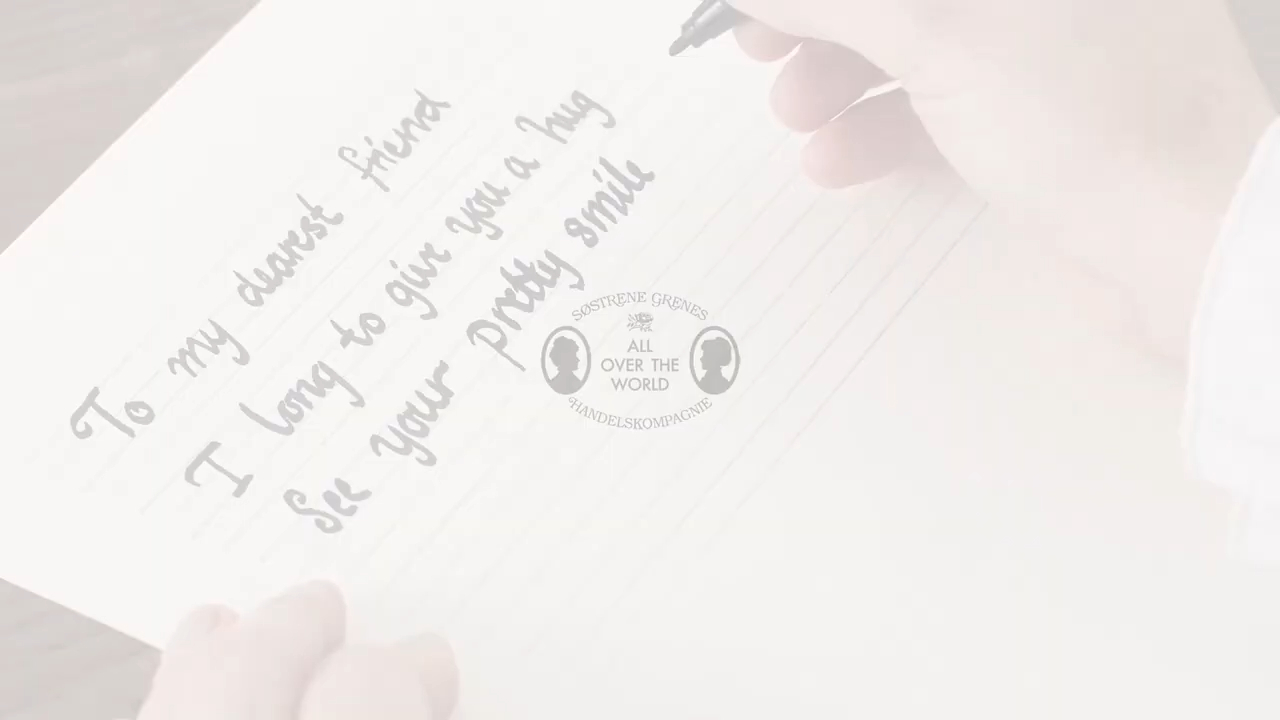 To my dearest friend
I long to give you a hug
See your pretty smile
SØSTRENE GRENES
ALL
OVER THE
WORLD
HANDELSKOMPAGNIE